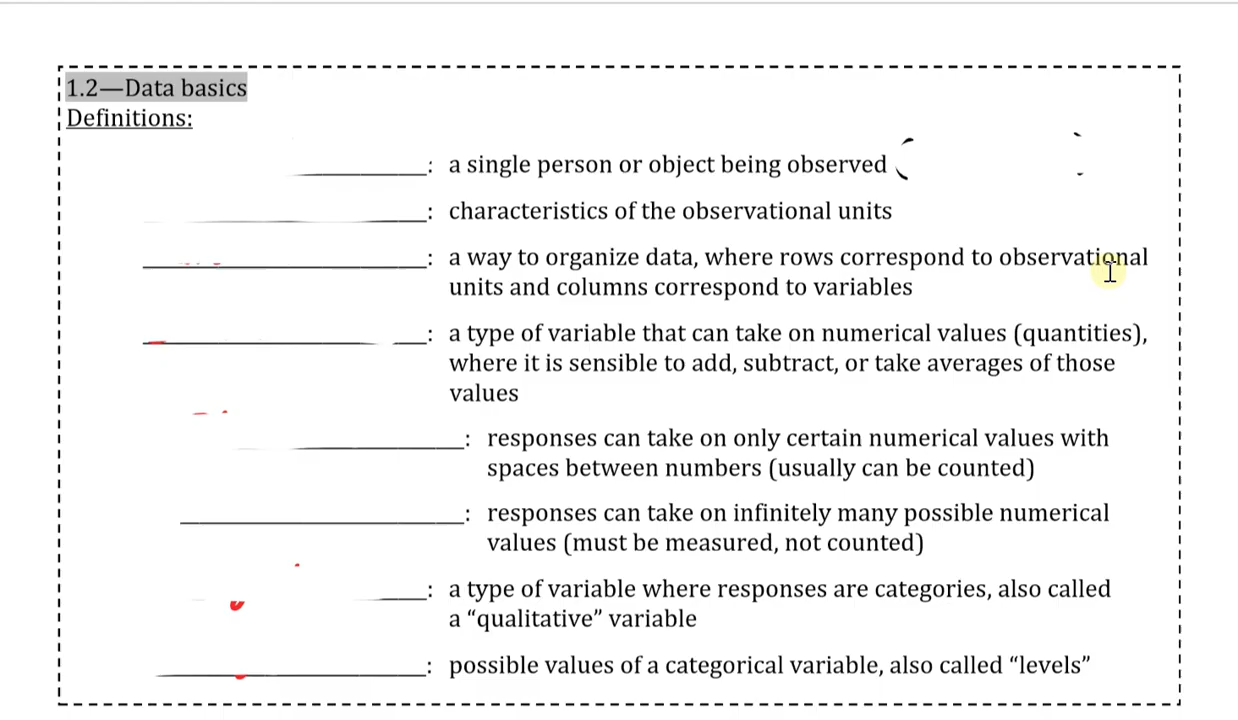 1.2—Data basics
Definitions:
: a single person or object being observed
: characteristics of the observational units
: a way to organize data, where rows correspond to observational
units and columns correspond to variables
: a type of variable that can take on numerical values (quantities),
where it is sensible to add, subtract, or take averages of those
values
: responses can take on only certain numerical values with
spaces between numbers (usually can be counted)
: responses can take on infinitely many possible numerical
values (must be measured, not counted)
: a type of variable where responses are categories, also called
a “qualitative” variable
: possible values of a categorical variable, also called “levels”